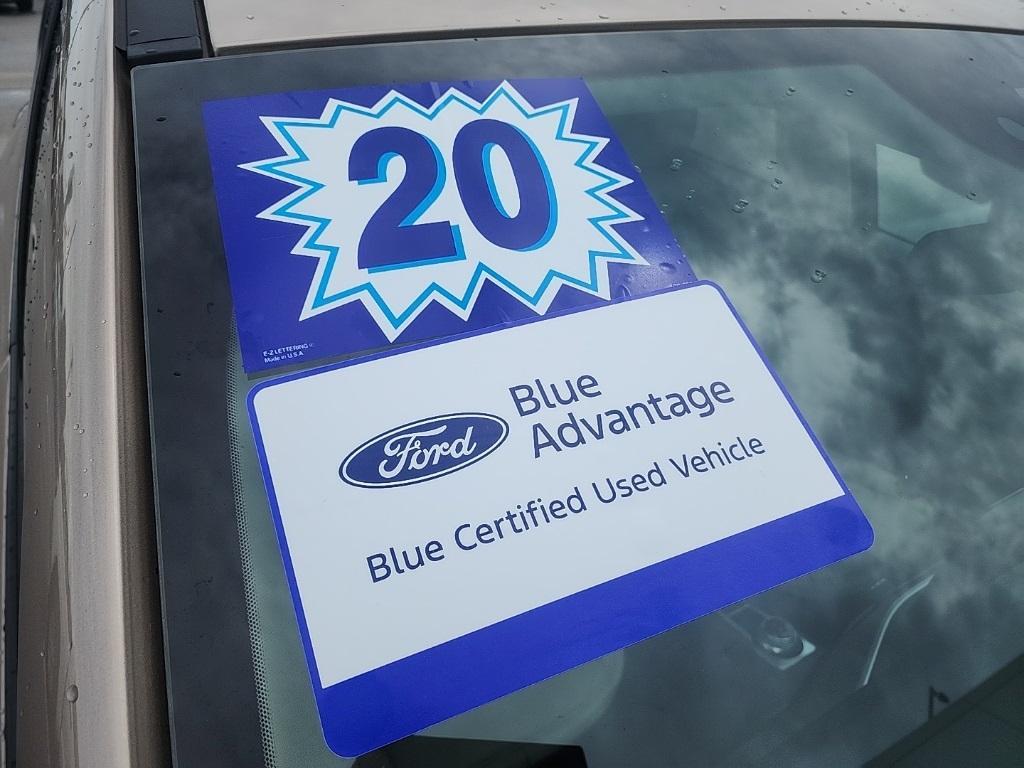 20
E-Z LETTERING ©
Made in U.S.A
Ford
Blue
Advantage
Blue Certified Used Vehicle